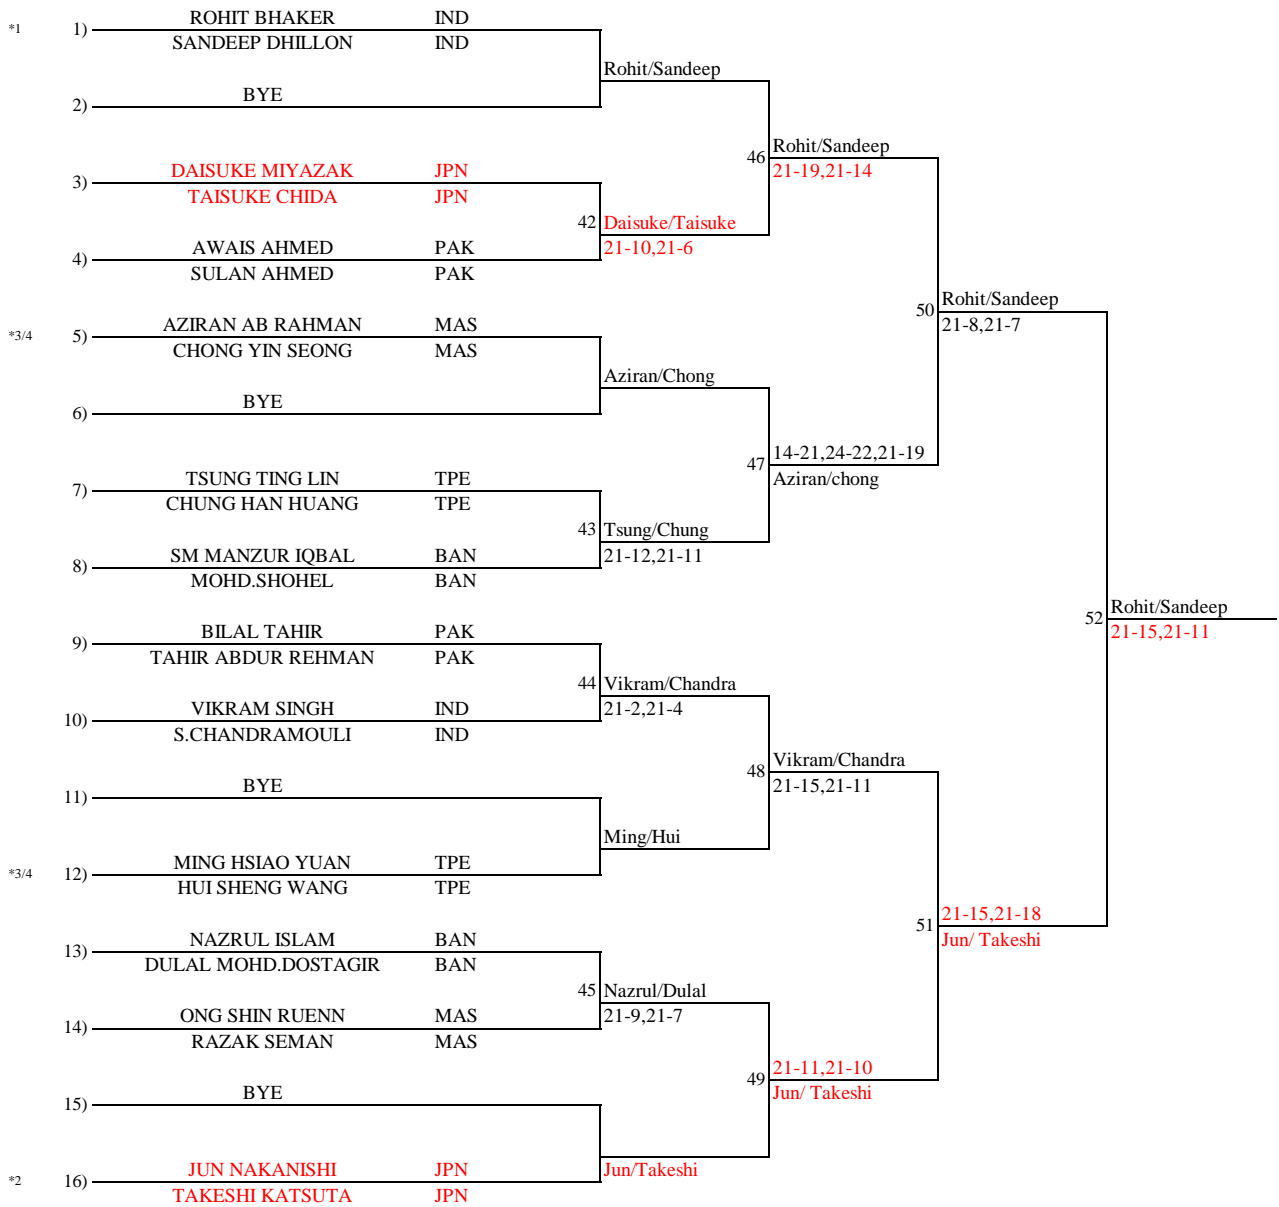 ROHIT BHAKER IND
*1 1)
SANDEEP DHILLON IND
Rohit/Sandeep
BYE
2)
46 Rohit/Sandeep
DAISUKE MIYAZAK JPN
21-19,21-14
3)
TAISUKE CHIDA JPN
42 Daisuke/Taisuke
AWAIS AHMED PAK
21-10,21-6
4)
SULAN AHMED PAK
50 Rohit/Sandeep
AZIRAN AB RAHMAN MAS
21-8,21-7
*3/4 5)
CHONG YIN SEONG MAS
Aziran/Chong
BYE
6)
47 14-21,24-22,21-19
Aziran/chong
TSUNG TING LIN TPE
7)
CHUNG HAN HUANG TPE
43 Tsung/Chung
SM MANZUR IQBAL BAN
21-12,21-11
8)
MOHD.SHOHEL BAN
52 Rohit/Sandeep
BILAL TAHIR PAK
21-15,21-11
9)
TAHIR ABDUR REHMAN PAK
44 Vikram/Chandra
VIKRAM SINGH IND
21-2,21-4
10)
S.CHANDRAMOULI IND
48 Vikram/Chandra
BYE
21-15,21-11
11)
Ming/Hui
MING HSIAO YUAN TPE
*3/4 12)
HUI SHENG WANG TPE
51 21-15,21-18
NAZRUL ISLAM BAN
Jun/ Takeshi
13)
DULAL MOHD.DOSTAGIR BAN
45 Nazrul/Dulal
ONG SHIN RUENN MAS
21-9,21-7
14)
RAZAK SEMAN MAS
49 21-11,21-10
BYE
Jun/ Takeshi
15)
JUN NAKANISHI JPN
Jun/Takeshi
*2 16)
TAKESHI KATSUTA JPN